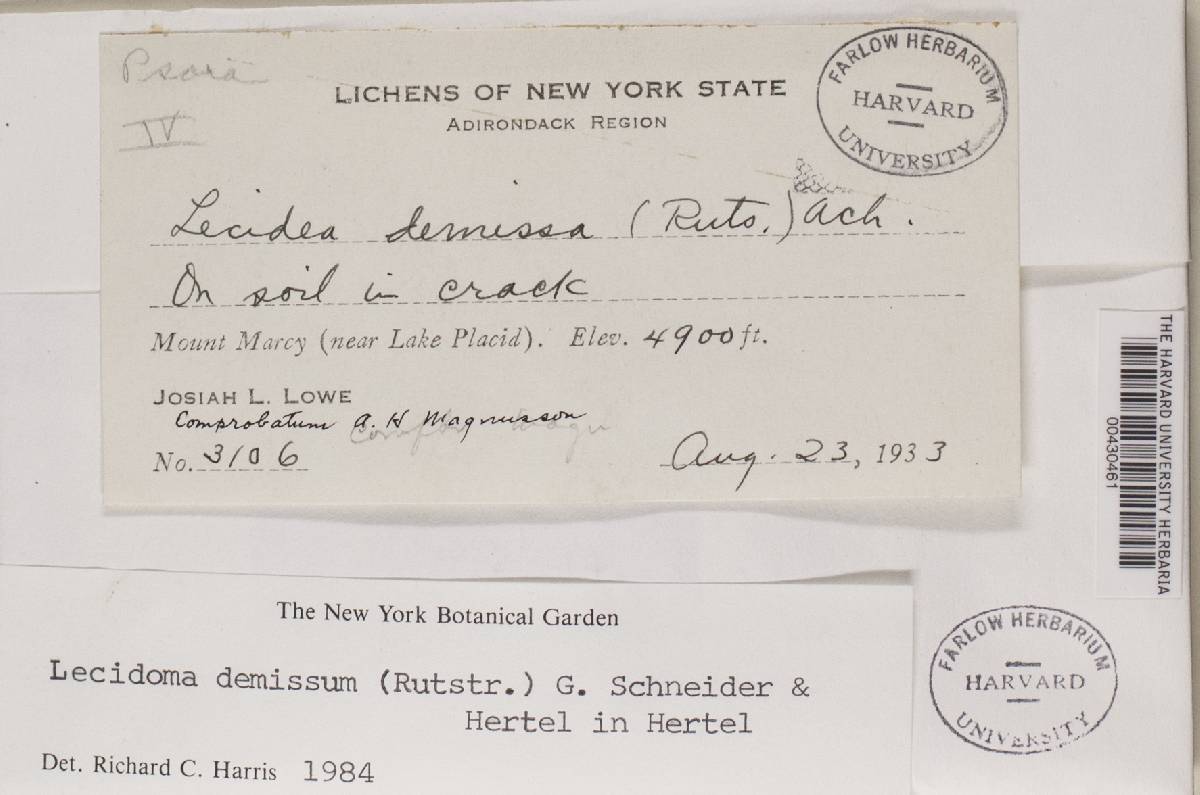 Psora
IV
LICHENS OF NEW YORK STATE
ADIRONDACK REGION
FARLOW HERBARIUM
HARVARD
UNIVERSITY
Lecidea demissa (Ruts.) Ach.
On soil in crack
Mount Marcy (near Lake Placid). Elev. 4900 ft.
JOSIAH L. LOWE
Comprobatum A. H Magnusson
No. 3106
Aug. 23, 1933
THE HARVARD UNIVERSITY HERBARIA
00430461
The New York Botanical Garden
Lecidoma demissum (Rutstr.) G. Schneider &
Hertel in Hertel
Det. Richard C. Harris 1984
FARLOW HERBARIUM
HARVARD
UNIVERSITY